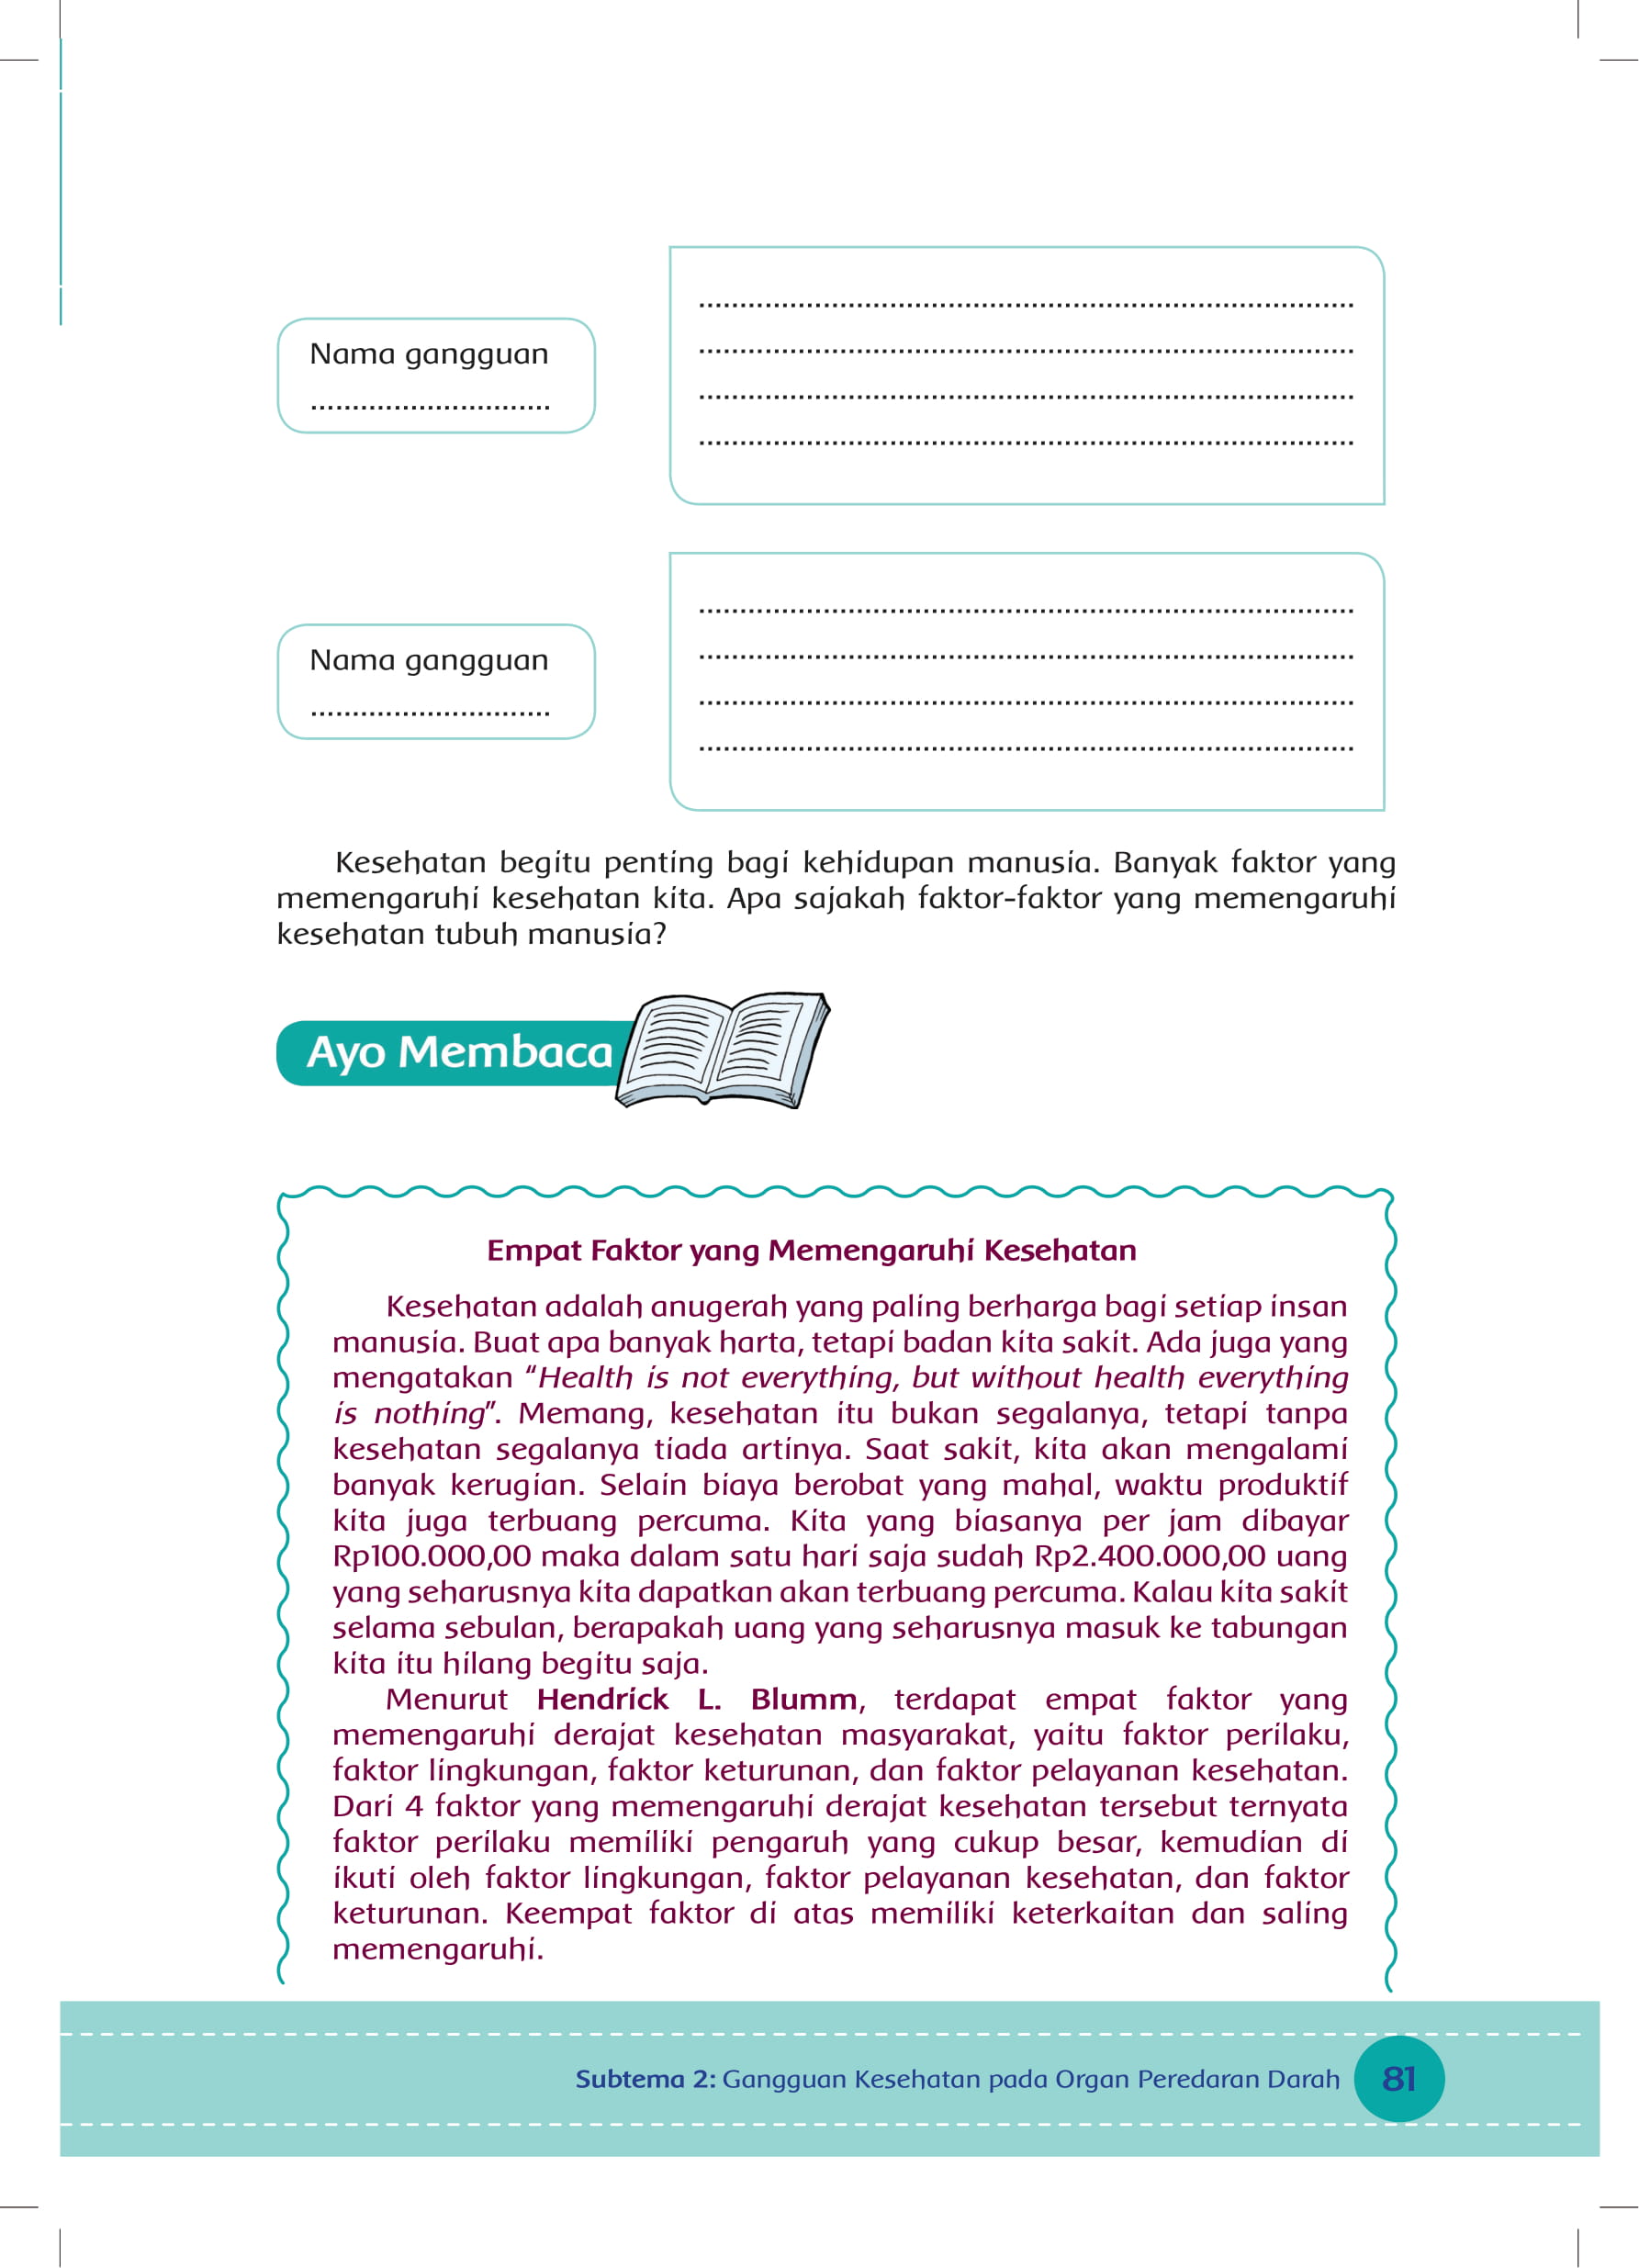 Nama gangguan
.............................
................................................................................
................................................................................
................................................................................
................................................................................
Nama gangguan
.............................
................................................................................
................................................................................
................................................................................
................................................................................
Kesehatan begitu penting bagi kehidupan manusia. Banyak faktor yang
memengaruhi kesehatan kita. Apa sajakah faktor-faktor yang memengaruhi
kesehatan tubuh manusia?
Ayo Membaca
Empat Faktor yang Memengaruhi Kesehatan
Kesehatan adalah anugerah yang paling berharga bagi setiap insan
manusia. Buat apa banyak harta, tetapi badan kita sakit. Ada juga yang
mengatakan “Health is not everything, but without health everything
is nothing”. Memang, kesehatan itu bukan segalanya, tetapi tanpa
kesehatan segalanya tiada artinya. Saat sakit, kita akan mengalami
banyak kerugian. Selain biaya berobat yang mahal, waktu produktif
kita juga terbuang percuma. Kita yang biasanya per jam dibayar
Rp100.000,00 maka dalam satu hari saja sudah Rp2.400.000,00 uang
yang seharusnya kita dapatkan akan terbuang percuma. Kalau kita sakit
selama sebulan, berapakah uang yang seharusnya masuk ke tabungan
kita itu hilang begitu saja.
Menurut Hendrick L. Blumm, terdapat empat faktor yang
memengaruhi derajat kesehatan masyarakat, yaitu faktor perilaku,
faktor lingkungan, faktor keturunan, dan faktor pelayanan kesehatan.
Dari 4 faktor yang memengaruhi derajat kesehatan tersebut ternyata
faktor perilaku memiliki pengaruh yang cukup besar, kemudian di
ikuti oleh faktor lingkungan, faktor pelayanan kesehatan, dan faktor
keturunan. Keempat faktor di atas memiliki keterkaitan dan saling
memengaruhi.
Subtema 2: Gangguan Kesehatan pada Organ Peredaran Darah 81